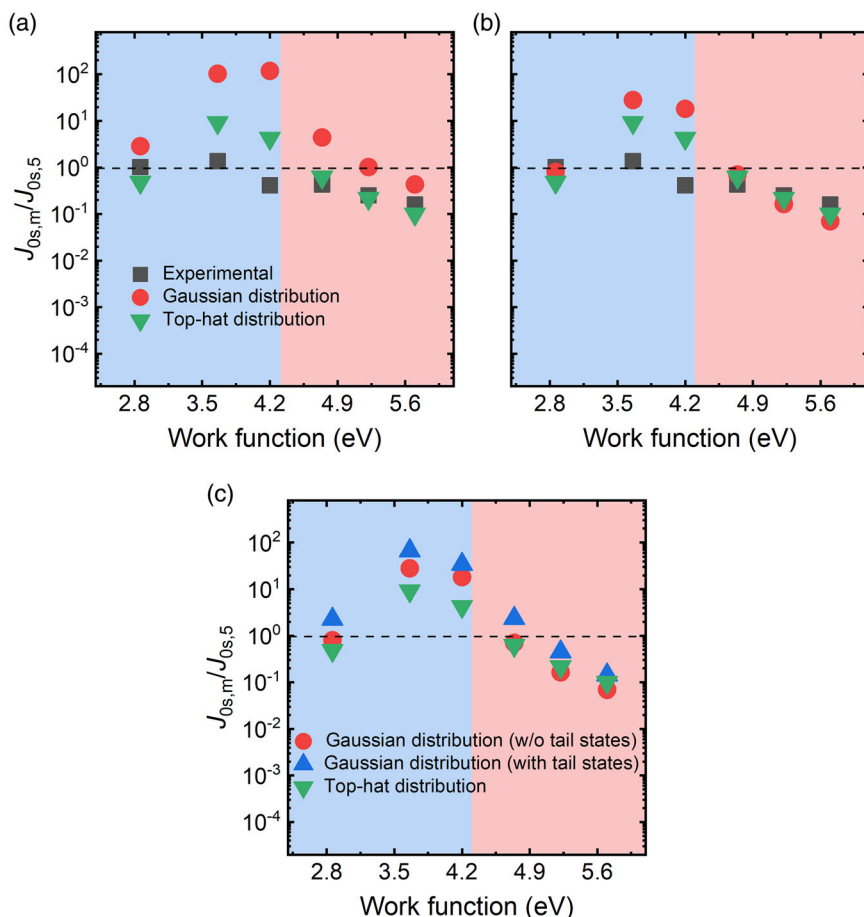 (a)
(b)
J0s,m/J0s,5
10²
10¹
10⁰
10⁻¹
10⁻²
10⁻³
10⁻⁴
Experimental
Gaussian distribution
Top-hat distribution
2.8 3.5 4.2 4.9 5.6
Work function (eV)
10²
10¹
10⁰
10⁻¹
10⁻²
10⁻³
10⁻⁴
2.8 3.5 4.2 4.9 5.6
Work function (eV)
(c)
J0s,m/J0s,5
10²
10¹
10⁰
10⁻¹
10⁻²
10⁻³
10⁻⁴
Gaussian distribution (w/o tail states)
Gaussian distribution (with tail states)
Top-hat distribution
2.8 3.5 4.2 4.9 5.6
Work function (eV)